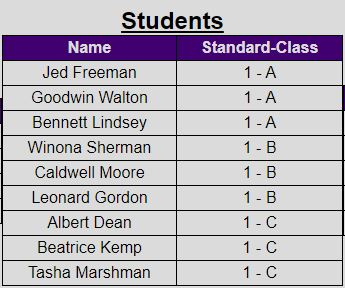 Students
Name Standard-Class
Jed Freeman 1 - A
Goodwin Walton 1 - A
Bennett Lindsey 1 - A
Winona Sherman 1 - B
Caldwell Moore 1 - B
Leonard Gordon 1 - B
Albert Dean 1 - C
Beatrice Kemp 1 - C
Tasha Marshman 1 - C